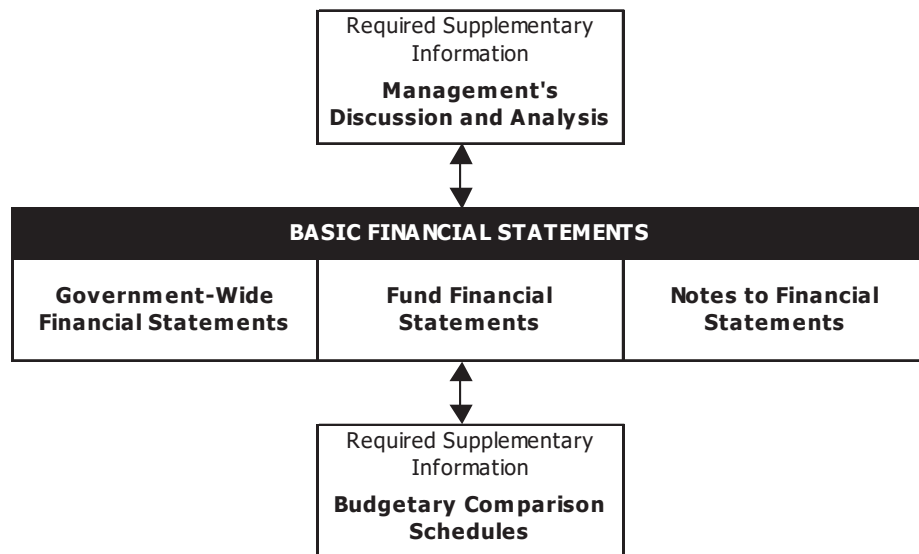 Required Supplementary
Information
Management's
Discussion and Analysis
BASIC FINANCIAL STATEMENTS
Government-Wide
Financial Statements
Fund Financial
Statements
Notes to Financial
Statements
Required Supplementary
Information
Budgetary Comparison
Schedules